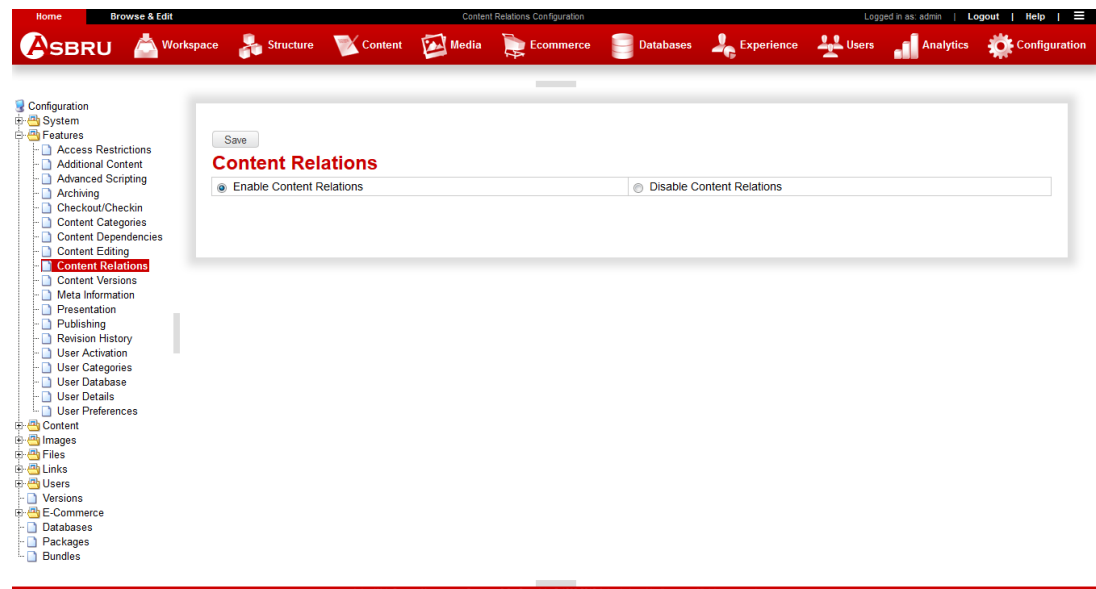 Home Browse & Edit Content Relations Configuration Logged in as: admin | Logout | Help |
ASBRU Workspace Structure Content Media Ecommerce Databases Experience Users Analytics Configuration
Configuration
System
Features
Access Restrictions
Additional Content
Advanced Scripting
Archiving
Checkout/Checkin
Content Categories
Content Dependencies
Content Editing
Content Relations
Content Versions
Meta Information
Presentation
Publishing
Revision History
User Activation
User Categories
User Database
User Details
User Preferences
Content
Images
Files
Links
Users
Versions
E-Commerce
Databases
Packages
Bundles
Save
Content Relations
Enable Content Relations Disable Content Relations